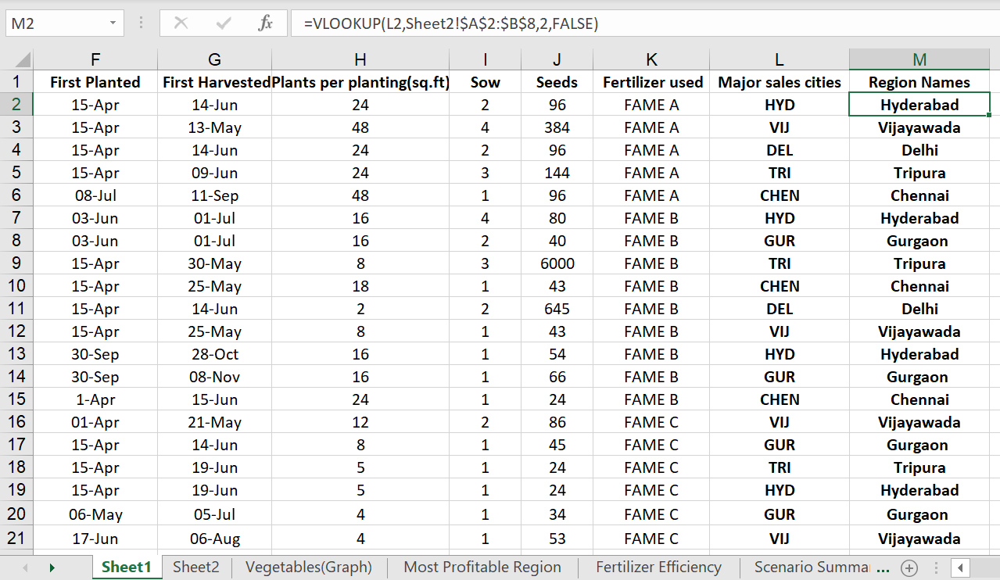 M2 fx =VLOOKUP(L2,Sheet2!$A$2:$B$8,2,FALSE)
F G H I J K L M
1 First Planted First Harvested Plants per planting(sq.ft) Sow Seeds Fertilizer used Major sales cities Region Names
2 15-Apr 14-Jun 24 2 96 FAME A HYD Hyderabad
3 15-Apr 13-May 48 4 384 FAME A VIJ Vijayawada
4 15-Apr 14-Jun 24 2 96 FAME A DEL Delhi
5 15-Apr 09-Jun 24 3 144 FAME A TRI Tripura
6 08-Jul 11-Sep 48 1 96 FAME A CHEN Chennai
7 03-Jun 01-Jul 16 4 80 FAME B HYD Hyderabad
8 03-Jun 01-Jul 16 2 40 FAME B GUR Gurgaon
9 15-Apr 30-May 8 3 6000 FAME B TRI Tripura
10 15-Apr 25-May 18 1 43 FAME B CHEN Chennai
11 15-Apr 14-Jun 2 2 645 FAME B DEL Delhi
12 15-Apr 25-May 8 1 43 FAME B VIJ Vijayawada
13 30-Sep 28-Oct 16 1 54 FAME B HYD Hyderabad
14 30-Sep 08-Nov 16 1 66 FAME B GUR Gurgaon
15 1-Apr 15-Jun 24 1 24 FAME B CHEN Chennai
16 01-Apr 21-May 12 2 86 FAME C VIJ Vijayawada
17 15-Apr 14-Jun 8 1 45 FAME C GUR Gurgaon
18 15-Apr 19-Jun 5 1 24 FAME C TRI Tripura
19 15-Apr 19-Jun 5 1 24 FAME C HYD Hyderabad
20 06-May 05-Jul 4 1 34 FAME C GUR Gurgaon
21 17-Jun 06-Aug 4 1 53 FAME C VIJ Vijayawada
Sheet1 Sheet2 Vegetables(Graph) Most Profitable Region Fertilizer Efficiency Scenario Summar ...